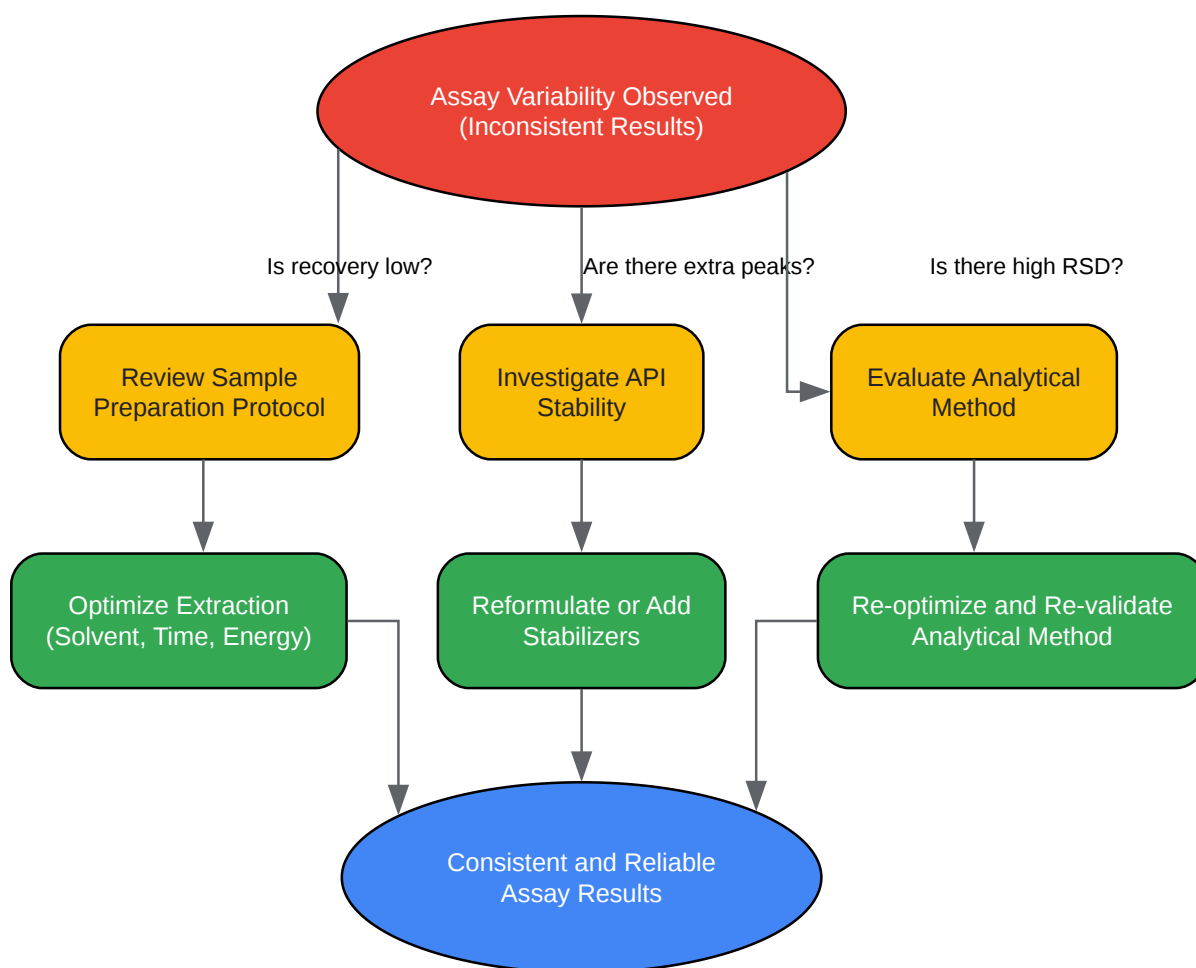 Assay Variability Observed
(Inconsistent Results)
Is recovery low?
Are there extra peaks?
Is there high RSD?
Review Sample
Preparation Protocol
Investigate API
Stability
Evaluate Analytical
Method
Optimize Extraction
(Solvent, Time, Energy)
Reformulate or Add
Stabilizers
Re-optimize and Re-validate
Analytical Method
Consistent and Reliable
Assay Results